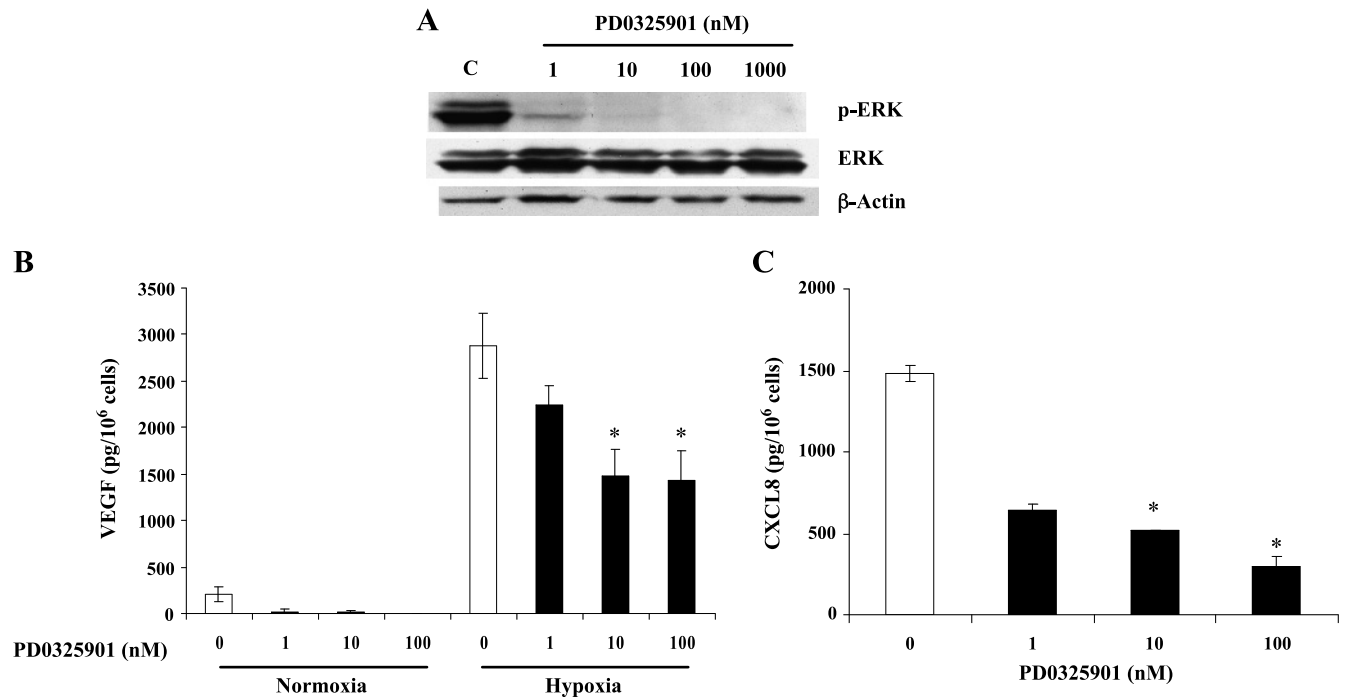 A
PD0325901 (nM)
C 1 10 100 1000
p-ERK
ERK
β-Actin
B
VEGF (pg/10⁶ cells)
3500
3000
2500
2000
1500
1000
500
0
* *
PD0325901 (nM) 0 1 10 100 0 1 10 100
Normoxia Hypoxia
C
CXCL8 (pg/10⁶ cells)
2000
1500
1000
500
0
* *
0 1 10 100
PD0325901 (nM)